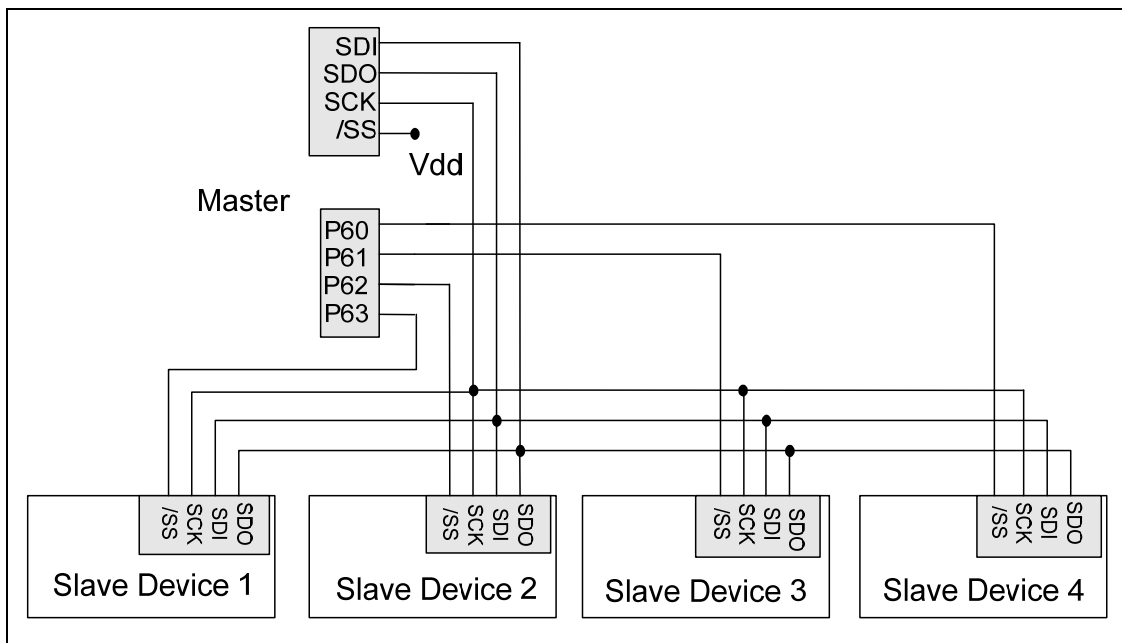 SDI
SDO
SCK
/SS
Vdd
Master
P60
P61
P62
P63
/SS
SCK
SDI
SDO
Slave Device 1
/SS
SCK
SDI
SDO
Slave Device 2
/SS
SCK
SDI
SDO
Slave Device 3
/SS
SCK
SDI
SDO
Slave Device 4